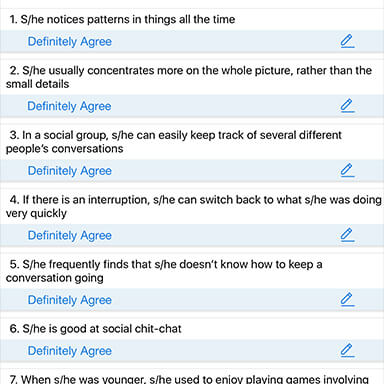 1. S/he notices patterns in things all the time
Definitely Agree
2. S/he usually concentrates more on the whole picture, rather than the
small details
Definitely Agree
3. In a social group, s/he can easily keep track of several different
people's conversations
Definitely Agree
4. If there is an interruption, s/he can switch back to what s/he was doing
very quickly
Definitely Agree
5. S/he frequently finds that s/he doesn't know how to keep a
conversation going
Definitely Agree
6. S/he is good at social chit-chat
Definitely Agree
7. When s/he was younger, s/he used to enjoy playing games involving